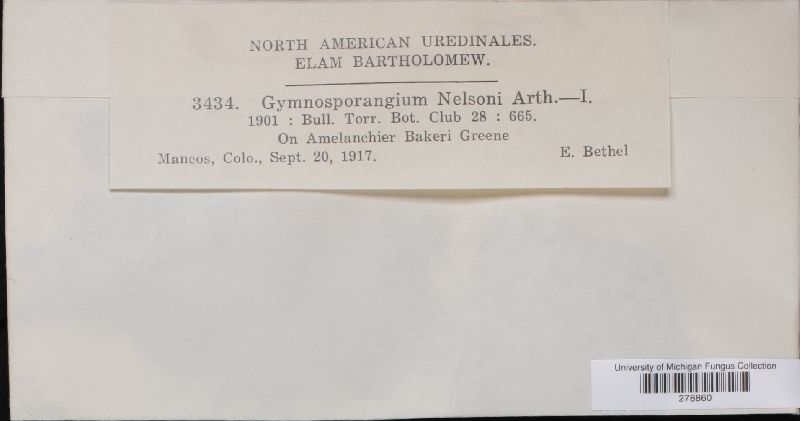 NORTH AMERICAN UREDINALES.
ELAM BARTHOLOMEW.
3434. Gymnosporangium Nelsoni Arth.—I.
1901 : Bull. Torr. Bot. Club 28 : 665.
On Amelanchier Bakeri Greene
Mancos, Colo., Sept. 20, 1917. E. Bethel
University of Michigan Fungus Collection
278860